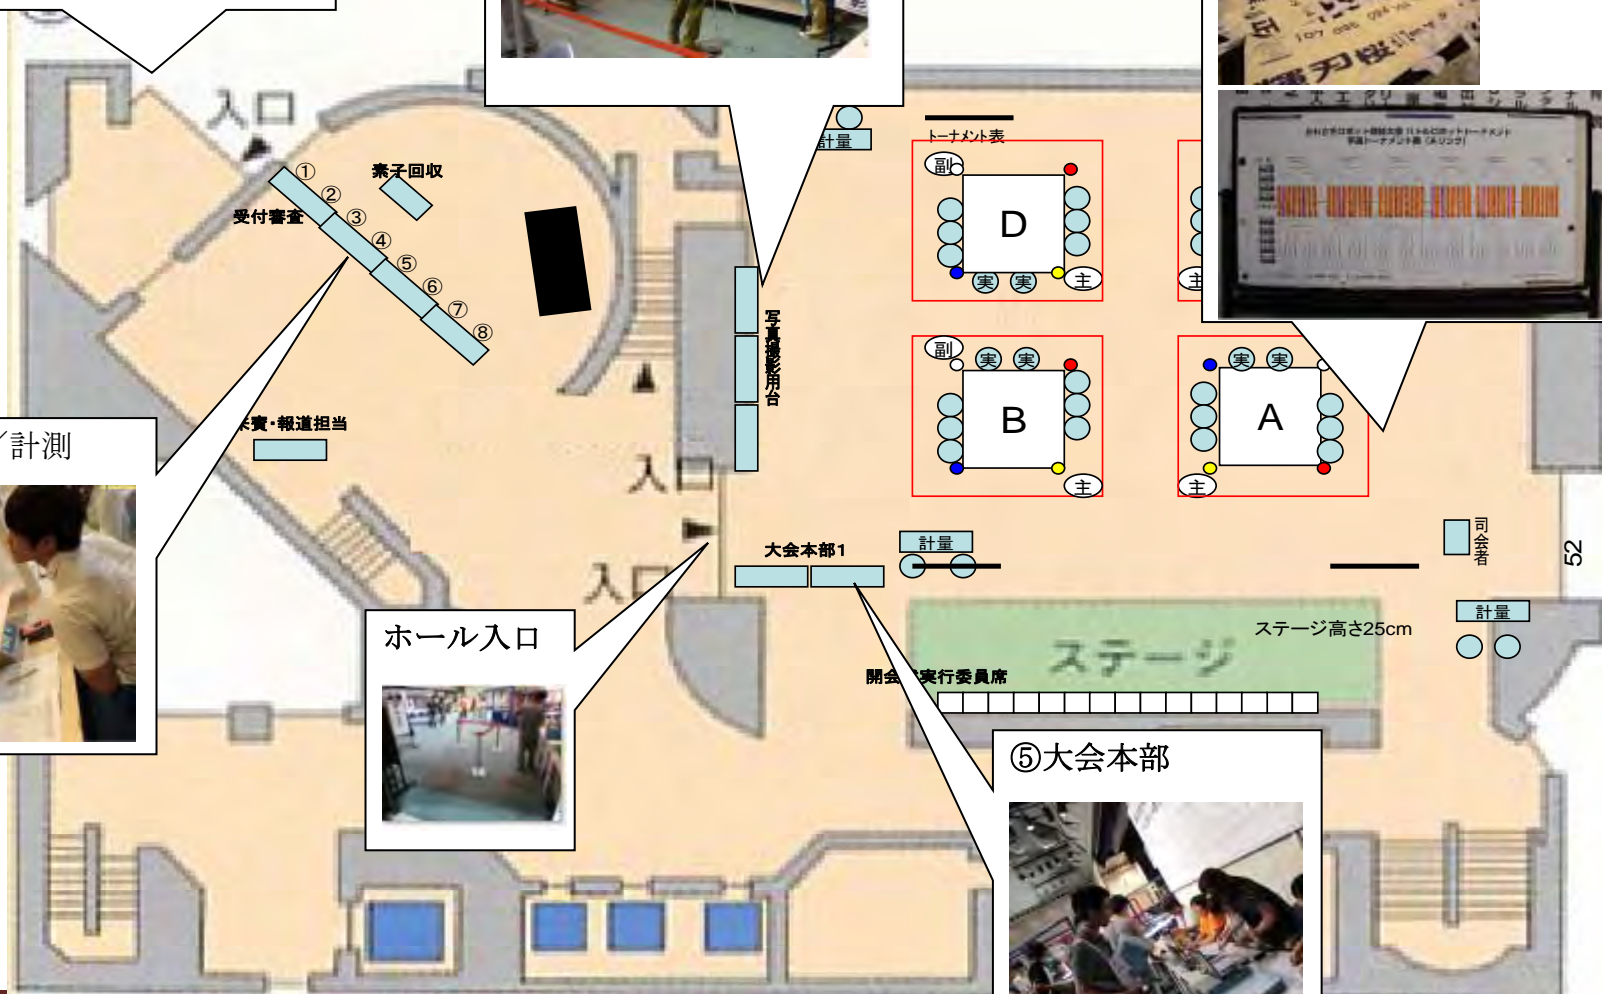 入口
計量
トーナメント表
副
D
実 実
主
主
素子回収
①
②
③
④
⑤
⑥
⑦
⑧
受付審査
写真撮影用台
副
実 実
B
主
実 実
A
主
賓・報道担当
/計測
入口
入口
大会本部1
計量
司会者
52
計量
ステージ高さ25cm
ステージ
実行委員席
ホール入口
⑤大会本部